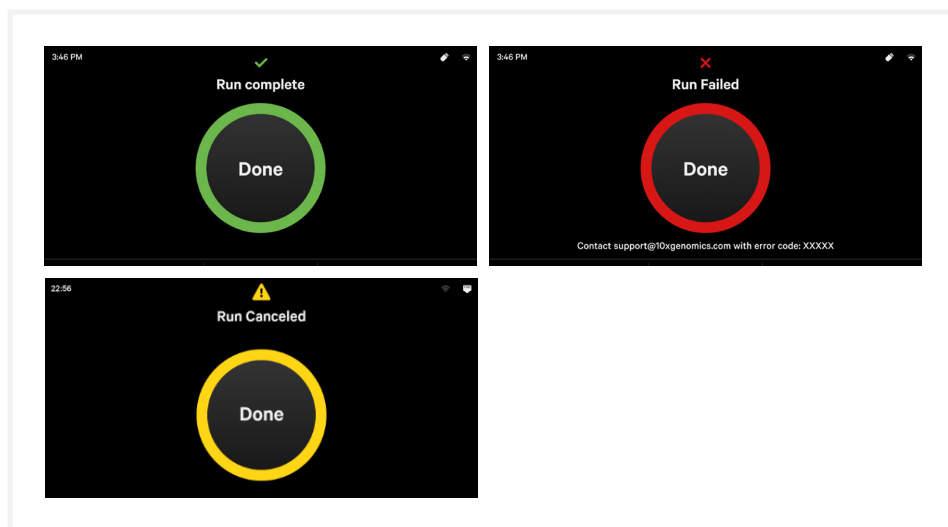 3:46 PM
Run complete
Done
3:46 PM
Run Failed
Done
Contact support@10xgenomics.com with error code: XXXXX
22:56
Run Canceled
Done